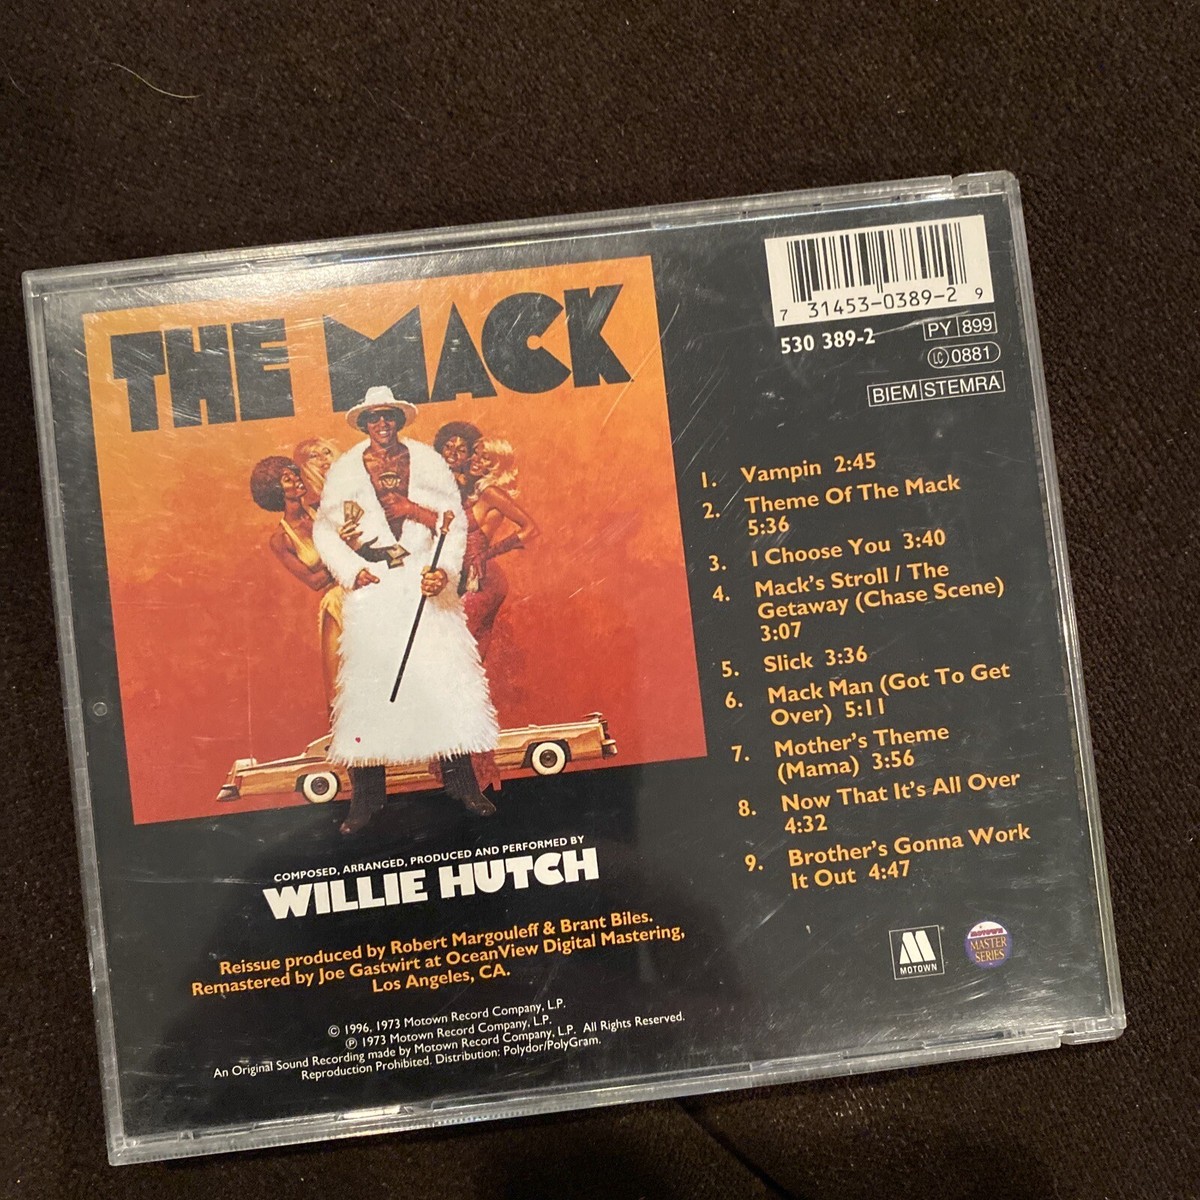 THE MACK
7 31453-0389-2 9
530 389-2
PY 899
LC 0881
BIEM STEMRA
1. Vampin 2:45
2. Theme Of The Mack
5:36
3. I Choose You 3:40
4. Mack's Stroll / The
Getaway (Chase Scene)
3:07
5. Slick 3:36
6. Mack Man (Got To Get
Over) 5:11
7. Mother's Theme
(Mama) 3:56
8. Now That It's All Over
4:32
9. Brother's Gonna Work
It Out 4:47
COMPOSED, ARRANGED, PRODUCED AND PERFORMED BY
WILLIE HUTCH
Reissue produced by Robert Margouleff & Brant Biles.
Remastered by Joe Gastwirt at OceanView Digital Mastering,
Los Angeles, CA.
© 1996, 1973 Motown Record Company, L.P.
℗ 1973 Motown Record Company, L.P.
An Original Sound Recording made by Motown Record Company, L.P. All Rights Reserved.
Reproduction Prohibited. Distribution: Polydor/PolyGram.
MOTOWN
MOTOWN
MASTER
SERIES